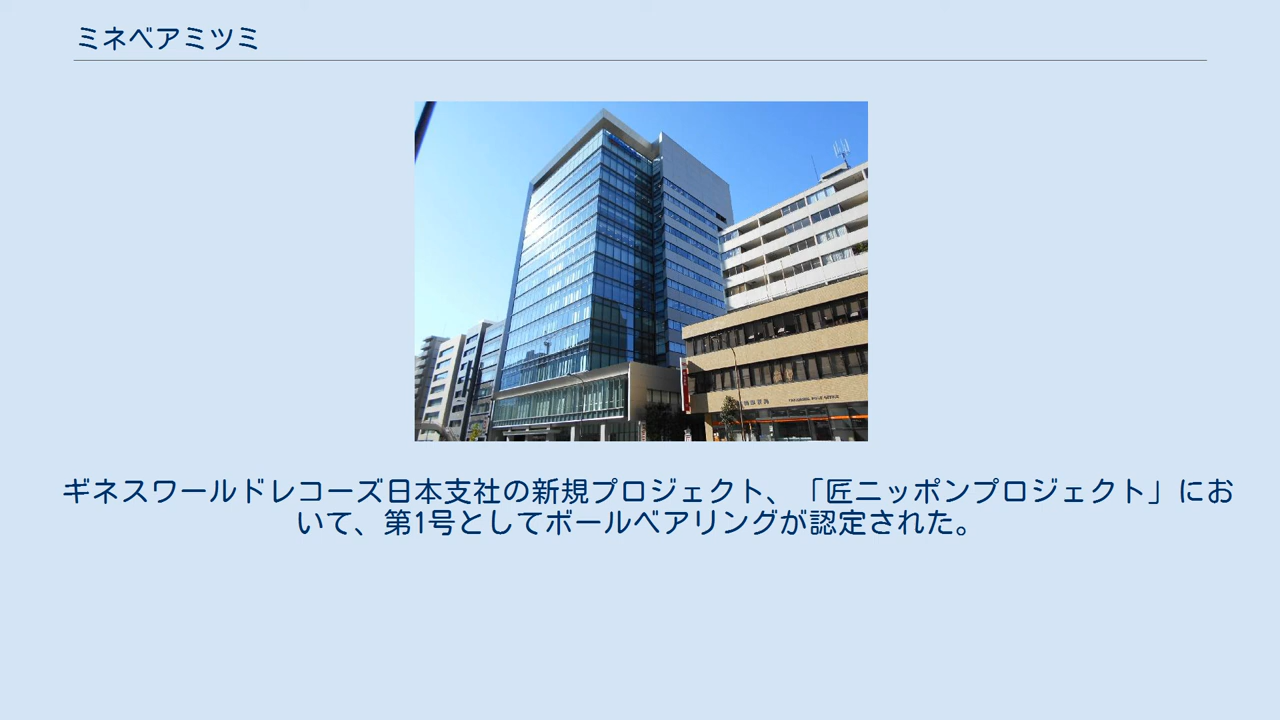 ミネベアミツミ
ギネスワールドレコーズ日本支社の新規プロジェクト、「匠ニッポンプロジェクト」にお
いて、第1号としてボールベアリングが認定された。